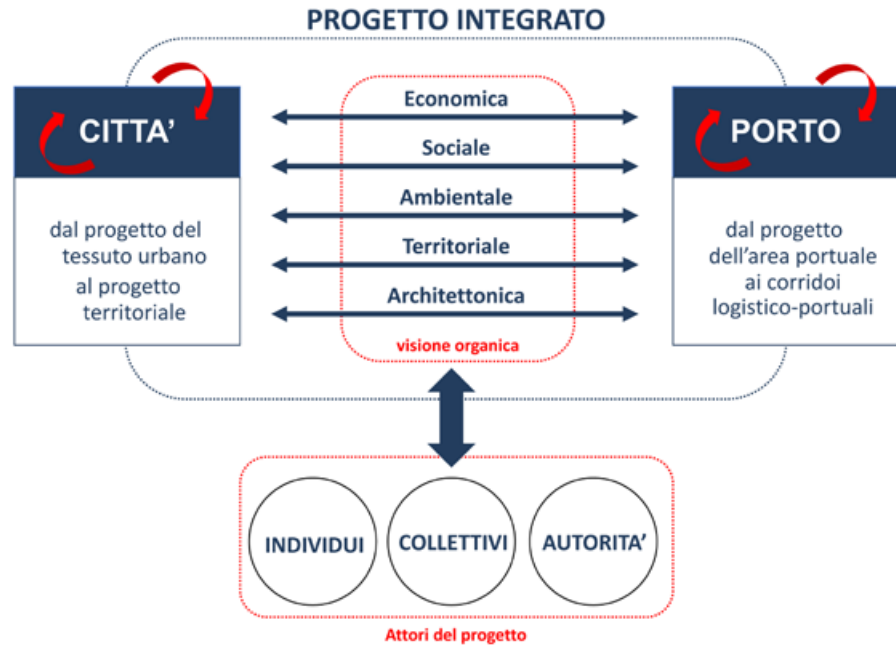 PROGETTO INTEGRATO
CITTA'
dal progetto del
tessuto urbano
al progetto
territoriale
Economica
Sociale
Ambientale
Territoriale
Architettonica
visione organica
PORTO
dal progetto
dell'area portuale
ai corridoi
logistico-portuali
INDIVIDUI
COLLETTIVI
AUTORITA'
Attori del progetto